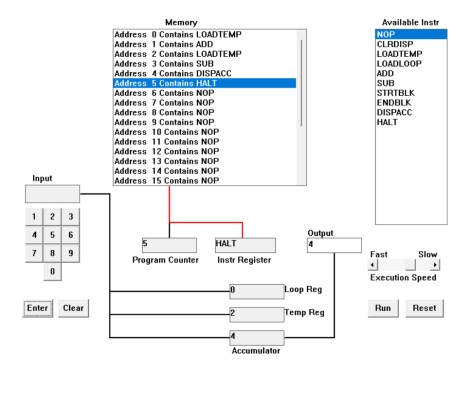 Memory
Address 0 Contains LOADTEMP
Address 1 Contains ADD
Address 2 Contains LOADTEMP
Address 3 Contains SUB
Address 4 Contains DISPACC
Address 5 Contains HALT
Address 6 Contains NOP
Address 7 Contains NOP
Address 8 Contains NOP
Address 9 Contains NOP
Address 10 Contains NOP
Address 11 Contains NOP
Address 12 Contains NOP
Address 13 Contains NOP
Address 14 Contains NOP
Address 15 Contains NOP
Available Instr
NOP
CLRDISP
LOADTEMP
LOADLOOP
ADD
SUB
STRTBLK
ENDBLK
DISPACC
HALT
Input
1 2 3
4 5 6
7 8 9
0
Enter Clear
5
Program Counter
HALT
Instr Register
Output
4
Fast Slow
Execution Speed
Run Reset
0 Loop Reg
2 Temp Reg
4
Accumulator